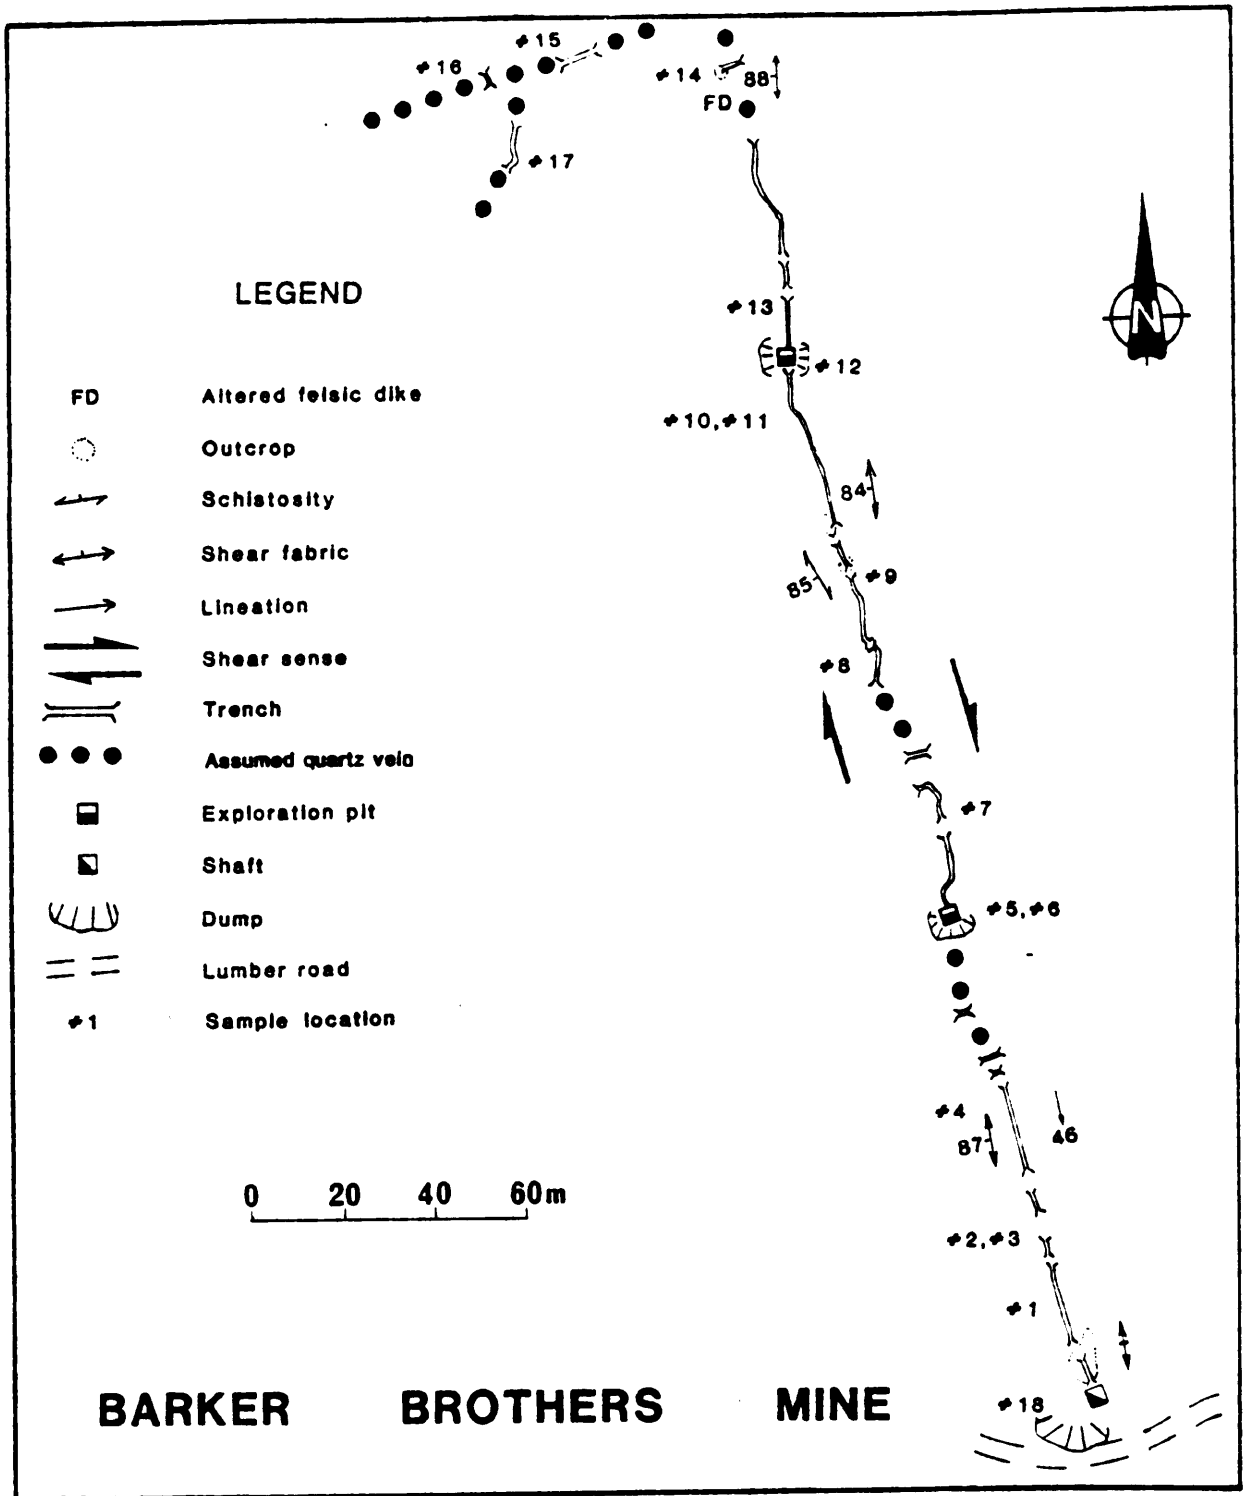 #15
#16
#14
88
FD
#17
LEGEND
N
#13
#12
FD Altered felsic dike
#10, #11
Outcrop
84
Schistosity
Shear fabric
85
#9
Lineation
Shear sense
#8
Trench
Assumed quartz vein
Exploration pit
#7
Shaft
Dump
#5, #6
Lumber road
#1 Sample location
#4
87
46
0 20 40 60m
#2, #3
#1
BARKER BROTHERS MINE
#18